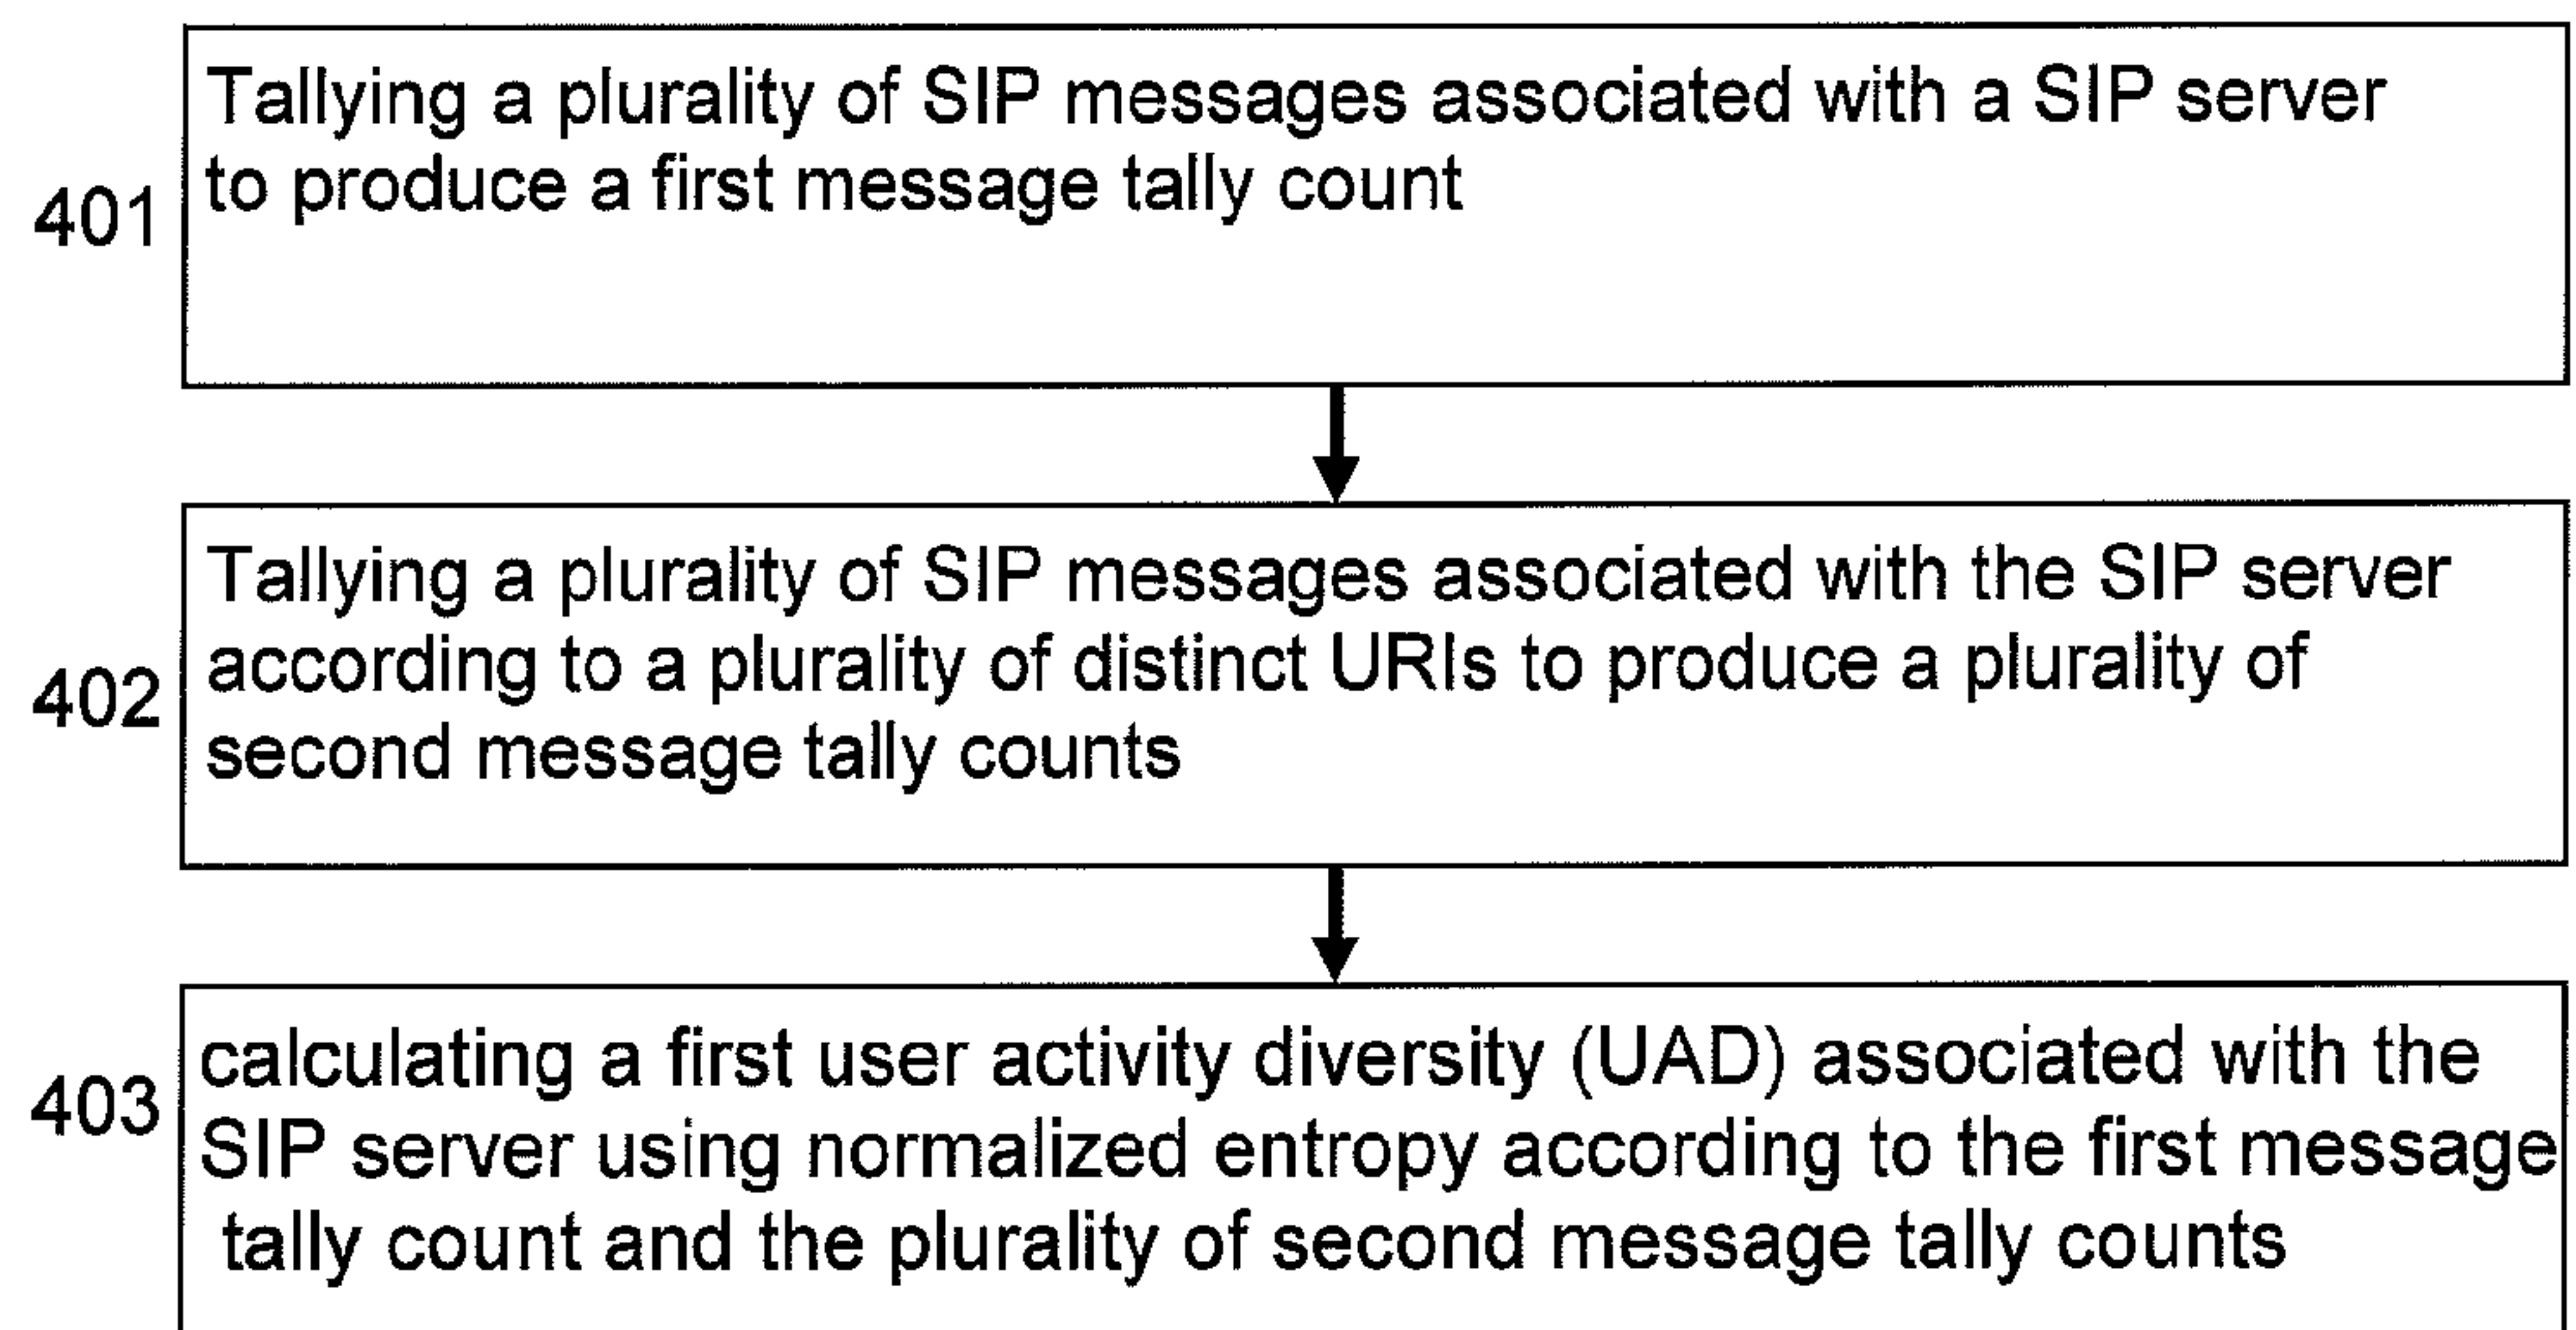 Tallying a plurality of SIP messages associated with a SIP server
to produce a first message tally count
401
Tallying a plurality of SIP messages associated with the SIP server
according to a plurality of distinct URIs to produce a plurality of
second message tally counts
402
calculating a first user activity diversity (UAD) associated with the
SIP server using normalized entropy according to the first message
tally count and the plurality of second message tally counts
403